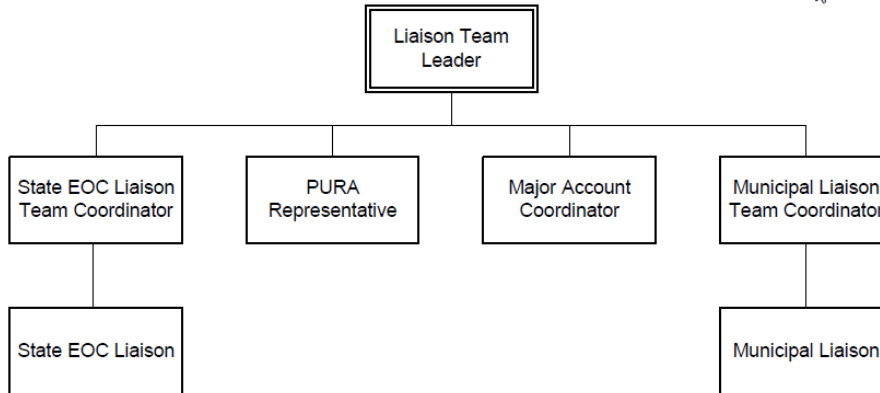 Liaison Team
Leader
State EOC Liaison
Team Coordinator
PURA
Representative
Major Account
Coordinator
Municipal Liaison
Team Coordinator
State EOC Liaison
Municipal Liaison